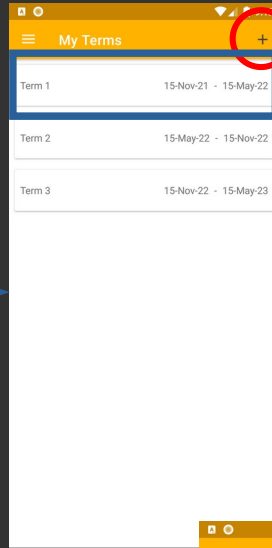 My Terms
Term 1 15-Nov-21 - 15-May-22
Term 2 15-May-22 - 15-Nov-22
Term 3 15-Nov-22 - 15-May-23